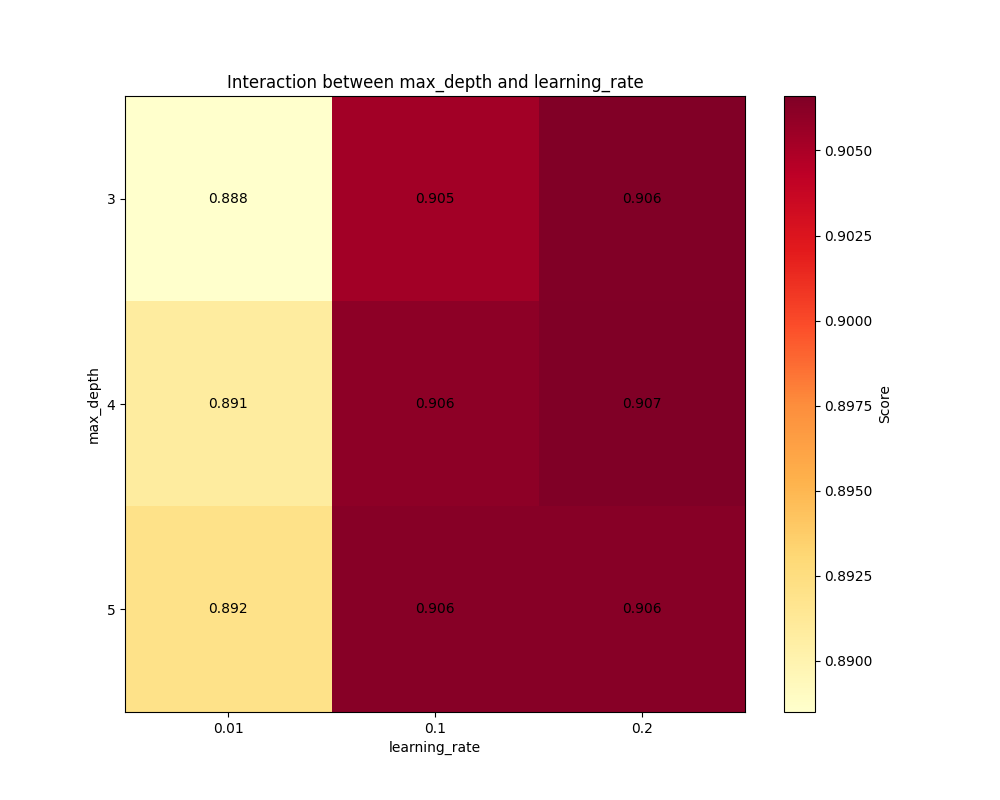 Interaction between max_depth and learning_rate
0.888 0.905 0.906
0.891 0.906 0.907
0.892 0.906 0.906
3
4
5
max_depth
0.01 0.1 0.2
learning_rate
0.9050
0.9025
0.9000
0.8975
0.8950
0.8925
0.8900
Score